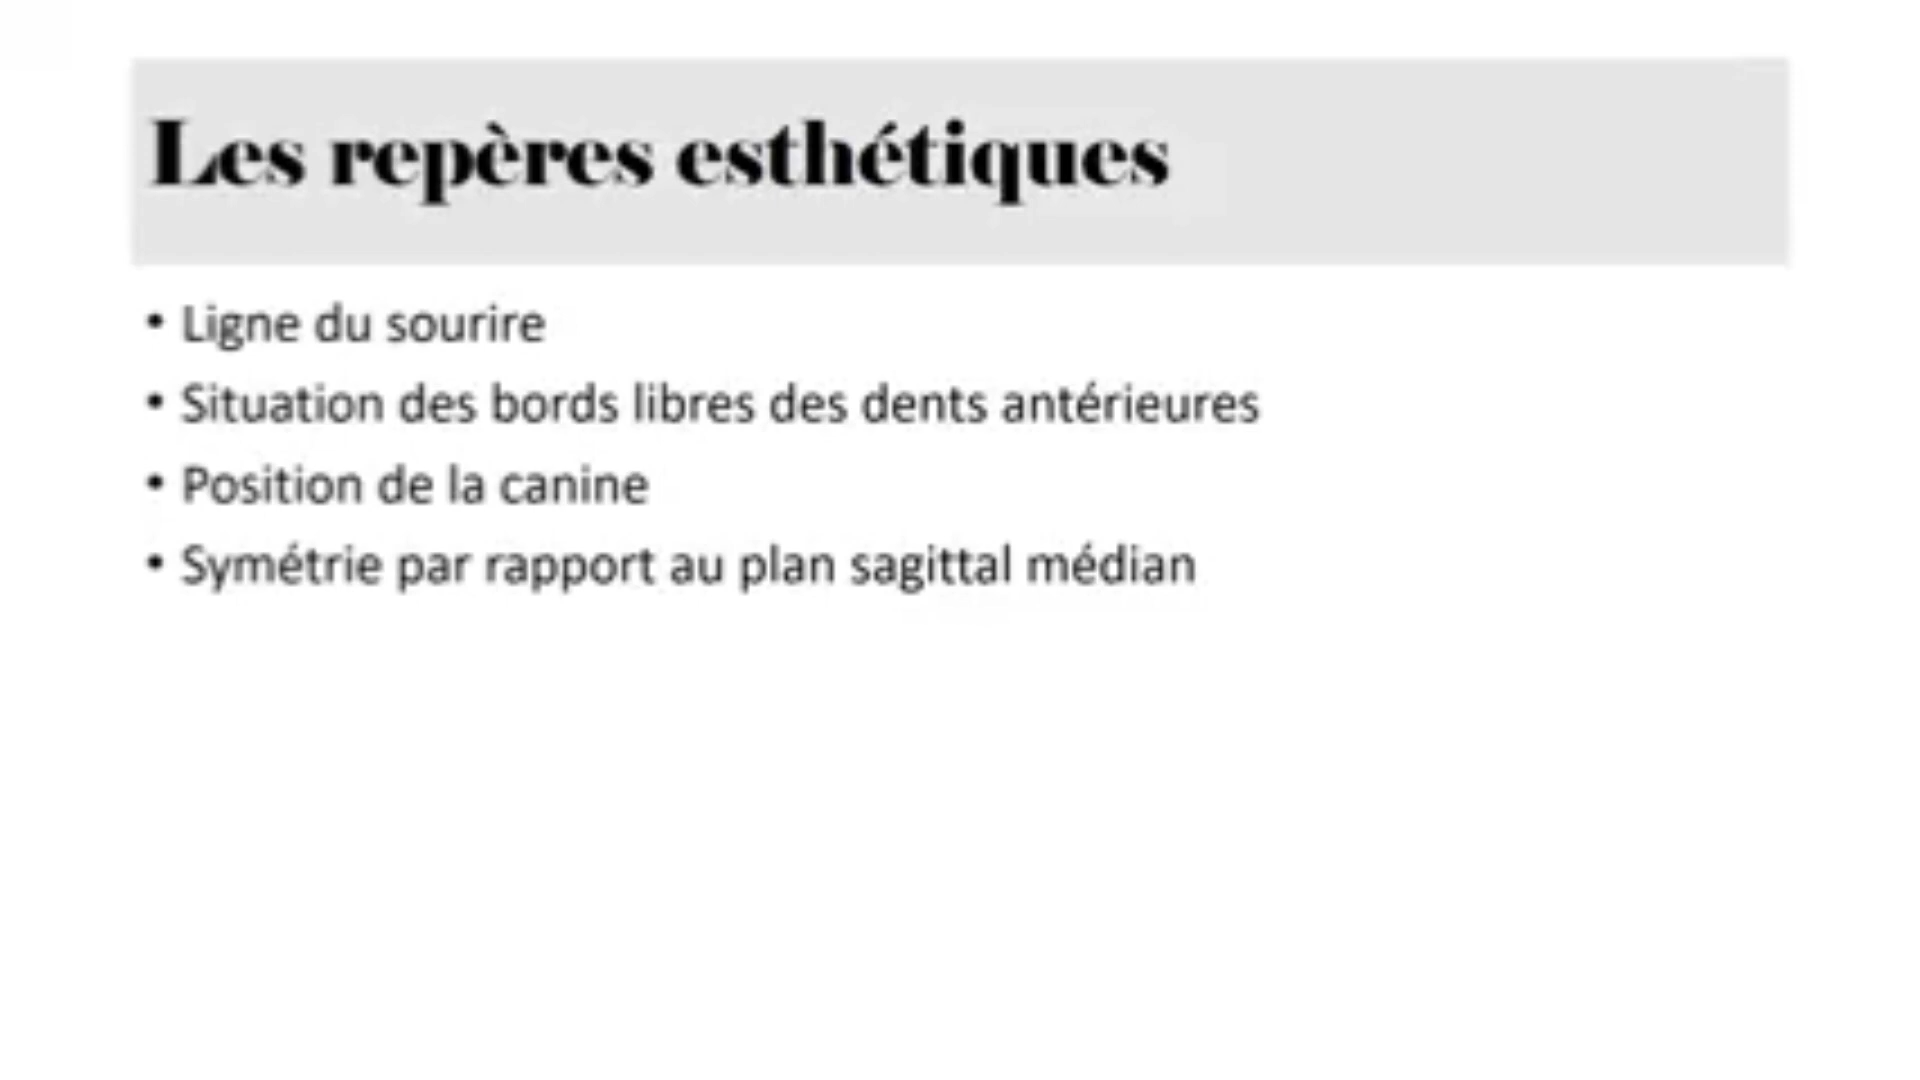 Les repères esthétiques
• Ligne du sourire
• Situation des bords libres des dents antérieures
• Position de la canine
• Symétrie par rapport au plan sagittal médian